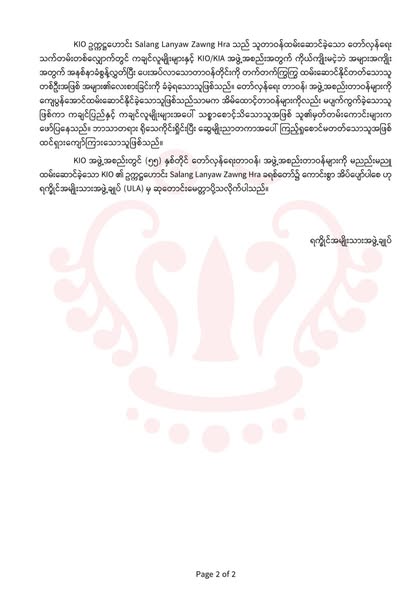 KIO ဥက္ကဋ္ဌဟောင်း Salang Lanyaw Zawng Hra သည် သူတာဝန်ထမ်းဆောင်ခဲ့သော တော်လှန်ရေး
သက်တမ်းတစ်လျှောက်တွင် ကချင်လူမျိုးများနှင့် KIO/KIA အဖွဲ့အစည်းအတွက် ကိုယ်ကျိုးမငဲ့ဘဲ အများအကျိုး
အတွက် အနစ်နာခံစွန့်လွှတ်ပြီး ပေးအပ်လာသောတာဝန်တိုင်းကို တက်တက်ကြွကြွ ထမ်းဆောင်နိုင်တတ်သောသူ
တစ်ဦးအဖြစ် အများ၏လေးစားခြင်းကို ခံခဲ့ရသောသူဖြစ်သည်။ တော်လှန်ရေး တာဝန်၊ အဖွဲ့အစည်းတာဝန်များကို
ကျေပွန်အောင်ထမ်းဆောင်နိုင်ခဲ့သောသူဖြစ်သည်သာမက အိမ်ထောင့်တာဝန်များကိုလည်း မပျက်ကွက်ခဲ့သောသူ
ဖြစ်ကာ ကချင်ပြည်နှင့် ကချင်လူမျိုးများအပေါ် သစ္စာစောင့်သိသောသူအဖြစ် သူ၏မှတ်တမ်းကောင်းများက
ဖော်ပြနေသည်။ ဘာသာတရား ရိုသေကိုင်းရှိုင်းပြီး ဆွေမျိုးညာတကာအပေါ် ကြည့်ရှုစောင်မတတ်သောသူအဖြစ်
ထင်ရှားကျော်ကြားသောသူဖြစ်သည်။
KIO အဖွဲ့အစည်းတွင် (၅၅) နှစ်တိုင် တော်လှန်ရေးတာဝန်၊ အဖွဲ့အစည်းတာဝန်များကို မညည်းမညူ
ထမ်းဆောင်ခဲ့သော KIO ၏ ဥက္ကဋ္ဌဟောင်း Salang Lanyaw Zawng Hra ခရစ်တော်၌ ကောင်းစွာ အိပ်ပျော်ပါစေ ဟု
ရက္ခိုင်အမျိုးသားအဖွဲ့ချုပ် (ULA) မှ ဆုတောင်းမေတ္တာပို့သလိုက်ပါသည်။
ရက္ခိုင်အမျိုးသားအဖွဲ့ချုပ်
Page 2 of 2